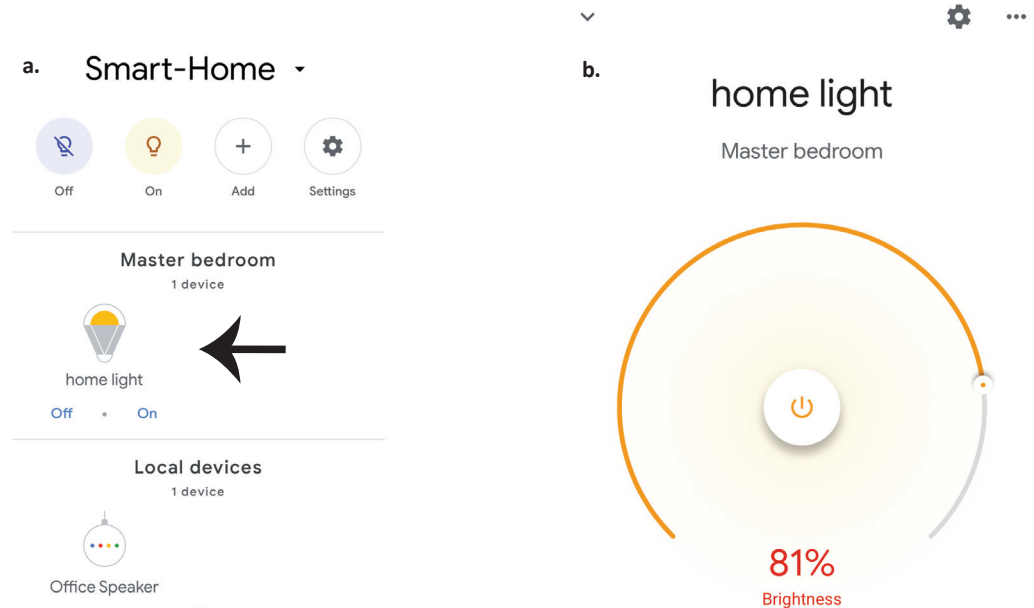 a.
Smart-Home
Off On Add Settings
Master bedroom
1 device
home light
Off • On
Local devices
1 device
Office Speaker
b.
home light
Master bedroom
81%
Brightness